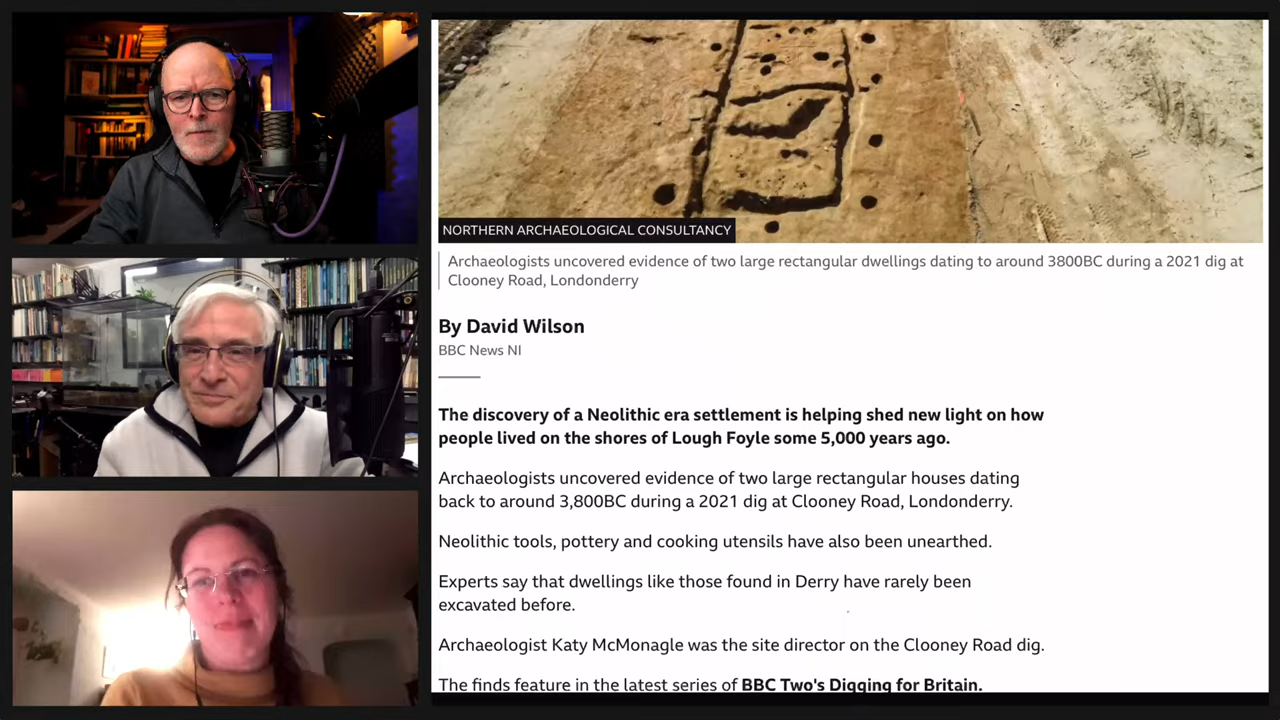 NORTHERN ARCHAEOLOGICAL CONSULTANCY
Archaeologists uncovered evidence of two large rectangular dwellings dating to around 3800BC during a 2021 dig at
Clooney Road, Londonderry
By David Wilson
BBC News NI
The discovery of a Neolithic era settlement is helping shed new light on how
people lived on the shores of Lough Foyle some 5,000 years ago.
Archaeologists uncovered evidence of two large rectangular houses dating
back to around 3,800BC during a 2021 dig at Clooney Road, Londonderry.
Neolithic tools, pottery and cooking utensils have also been unearthed.
Experts say that dwellings like those found in Derry have rarely been
excavated before.
Archaeologist Katy McMonagle was the site director on the Clooney Road dig.
The finds feature in the latest series of BBC Two's Digging for Britain.